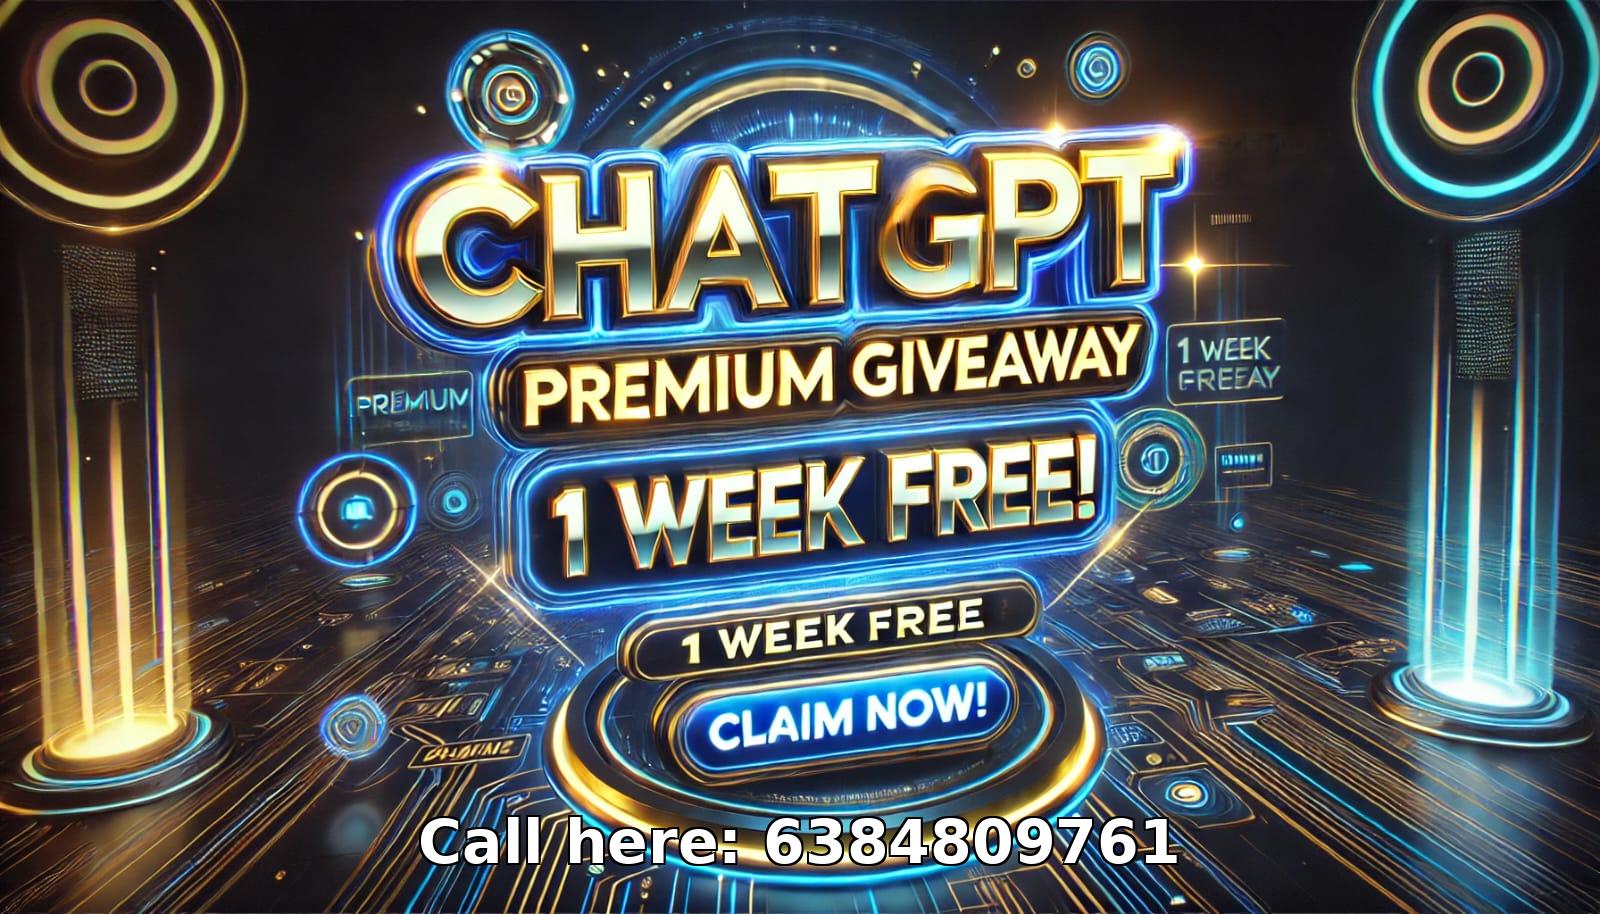 CHATGPT
PREMIUM GIVEAWAY
1 WEEK
FREEAY
PREMIUM
1 WEEK FREE!
1 WEEK FREE
CLAIM NOW!
Call here: 6384809761